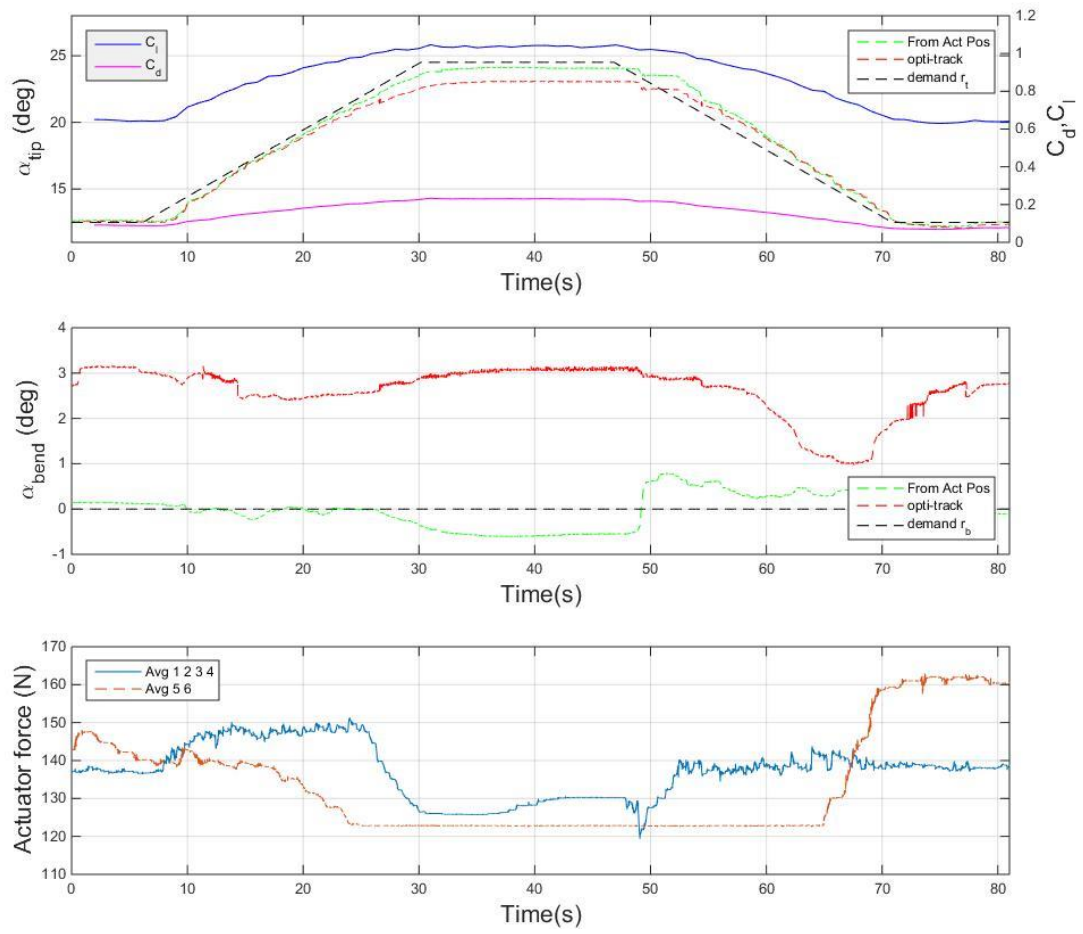 C_l
C_d
From Act Pos
opti-track
demand r_t
25
20
15
α_tip (deg)
1.2
1
0.8
0.6
0.4
0.2
0
C_d,C_l
0 10 20 30 40 50 60 70 80
Time(s)
4
3
2
1
0
-1
α_bend (deg)
From Act Pos
opti-track
demand r_b
0 10 20 30 40 50 60 70 80
Time(s)
170
160
150
140
130
120
110
Actuator force (N)
Avg 1 2 3 4
Avg 5 6
0 10 20 30 40 50 60 70 80
Time(s)